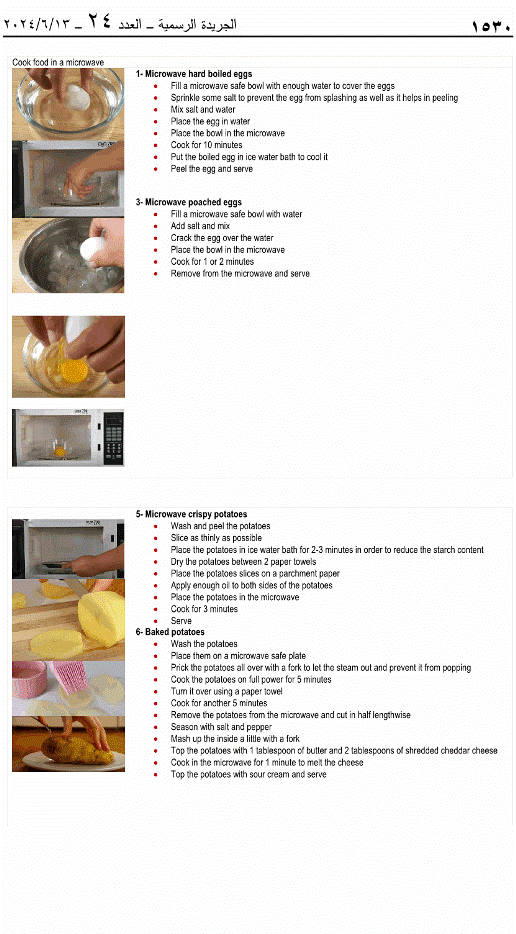 ١٥٣٠ الجريدة الرسمية ــ العدد ٢٤ ــ ٢٠٢٤/٦/١٣
Cook food in a microwave
1- Microwave hard boiled eggs
• Fill a microwave safe bowl with enough water to cover the eggs
• Sprinkle some salt to prevent the egg from splashing as well as it helps in peeling
• Mix salt and water
• Place the egg in water
• Place the bowl in the microwave
• Cook for 10 minutes
• Put the boiled egg in ice water bath to cool it
• Peel the egg and serve
3- Microwave poached eggs
• Fill a microwave safe bowl with water
• Add salt and mix
• Crack the egg over the water
• Place the bowl in the microwave
• Cook for 1 or 2 minutes
• Remove from the microwave and serve
5- Microwave crispy potatoes
• Wash and peel the potatoes
• Slice as thinly as possible
• Place the potatoes in ice water bath for 2-3 minutes in order to reduce the starch content
• Dry the potatoes between 2 paper towels
• Place the potatoes slices on a parchment paper
• Apply enough oil to both sides of the potatoes
• Place the potatoes in the microwave
• Cook for 3 minutes
• Serve
6- Baked potatoes
• Wash the potatoes
• Place them on a microwave safe plate
• Prick the potatoes all over with a fork to let the steam out and prevent it from popping
• Cook the potatoes on full power for 5 minutes
• Turn it over using a paper towel
• Cook for another 5 minutes
• Remove the potatoes from the microwave and cut in half lengthwise
• Season with salt and pepper
• Mash up the inside a little with a fork
• Top the potatoes with 1 tablespoon of butter and 2 tablespoons of shredded cheddar cheese
• Cook in the microwave for 1 minute to melt the cheese
• Top the potatoes with sour cream and serve